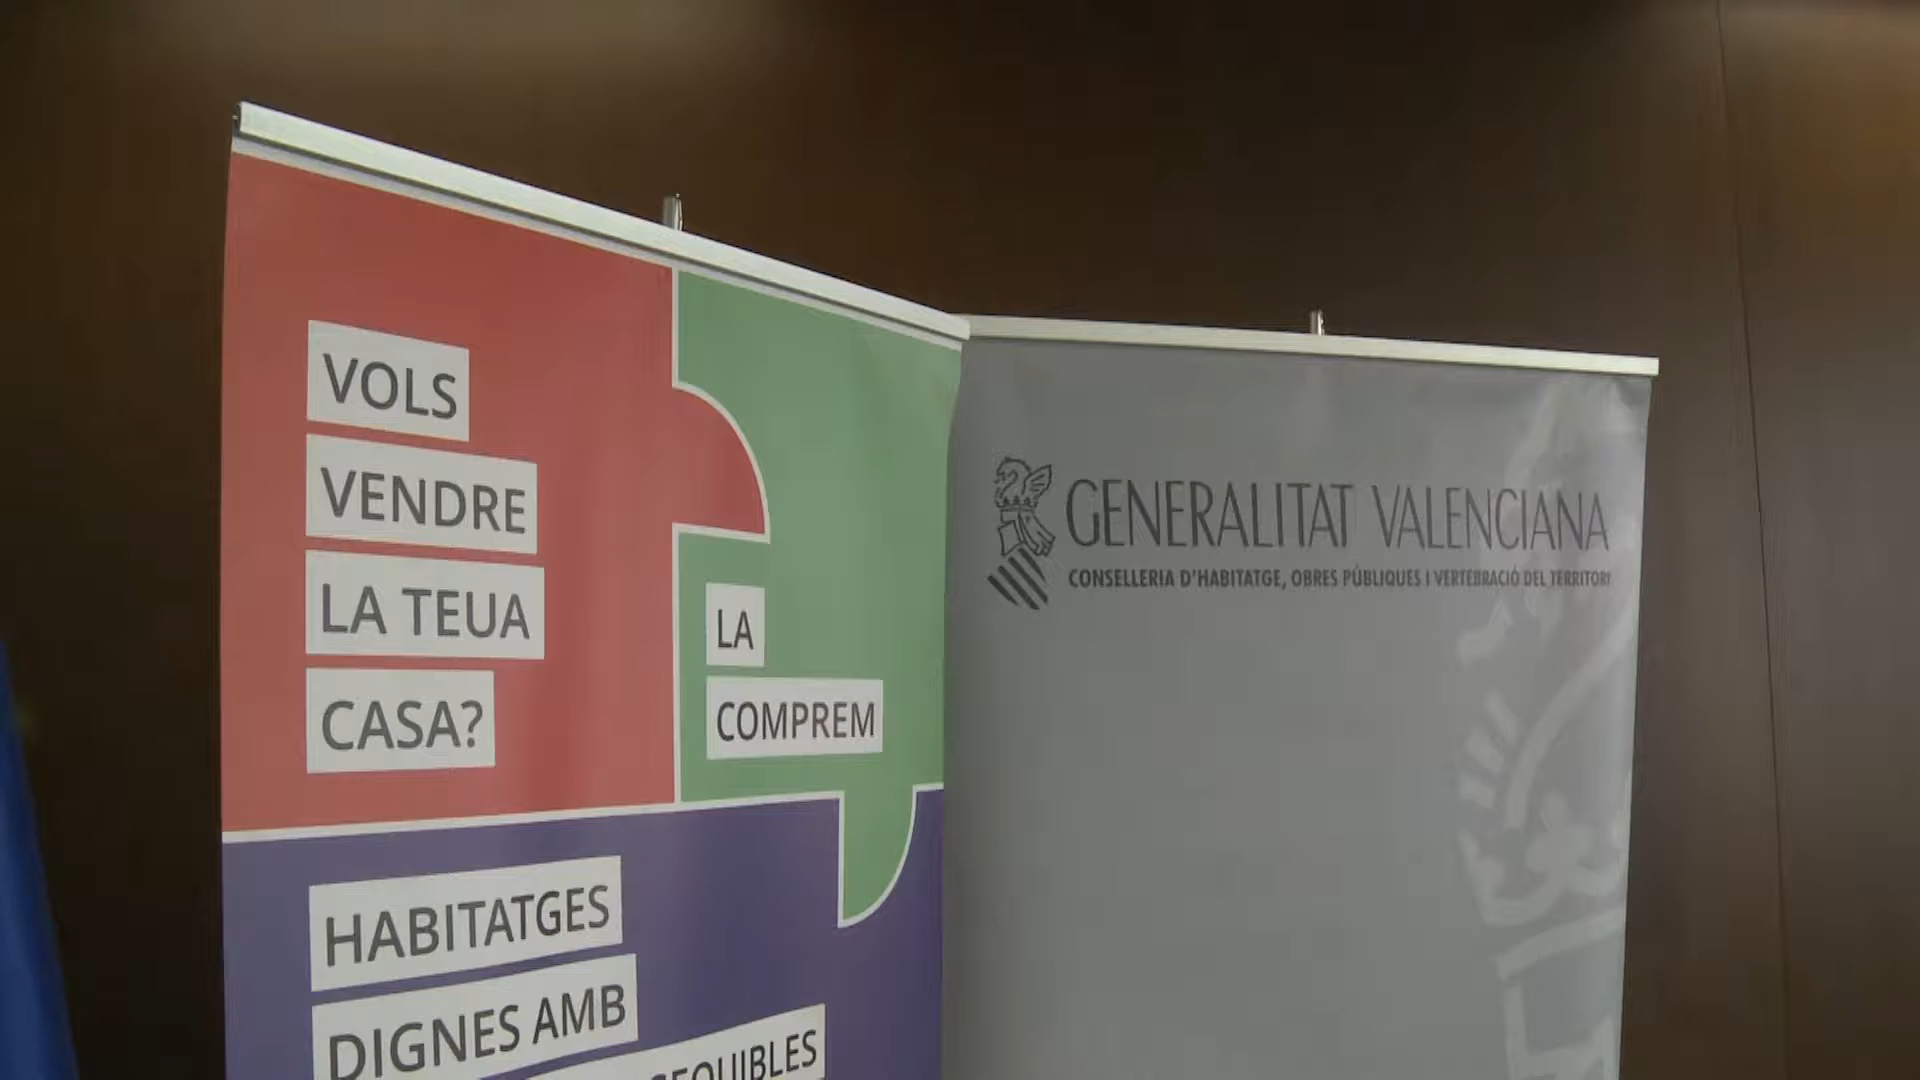 VOLS
VENDRE
LA TEUA
CASA?
LA
COMPREM
HABITATGES
DIGNES AMB
GENERALITAT VALENCIANA
CONSELLERIA D'HABITATGE, OBRES PÚBLIQUES I VERTEBRACIÓ DEL TERRITORI